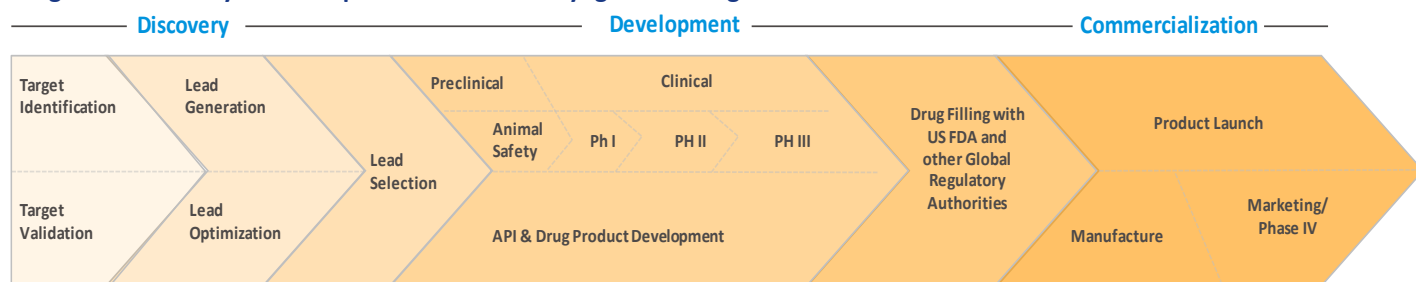 Discovery
Development
Commercialization
Target
Identification
Lead
Generation
Preclinical
Clinical
Animal
Safety
Ph I
PH II
PH III
Lead
Selection
Target
Validation
Lead
Optimization
API & Drug Product Development
Drug Filling with
US FDA and
other Global
Regulatory
Authorities
Product Launch
Manufacture
Marketing/
Phase IV